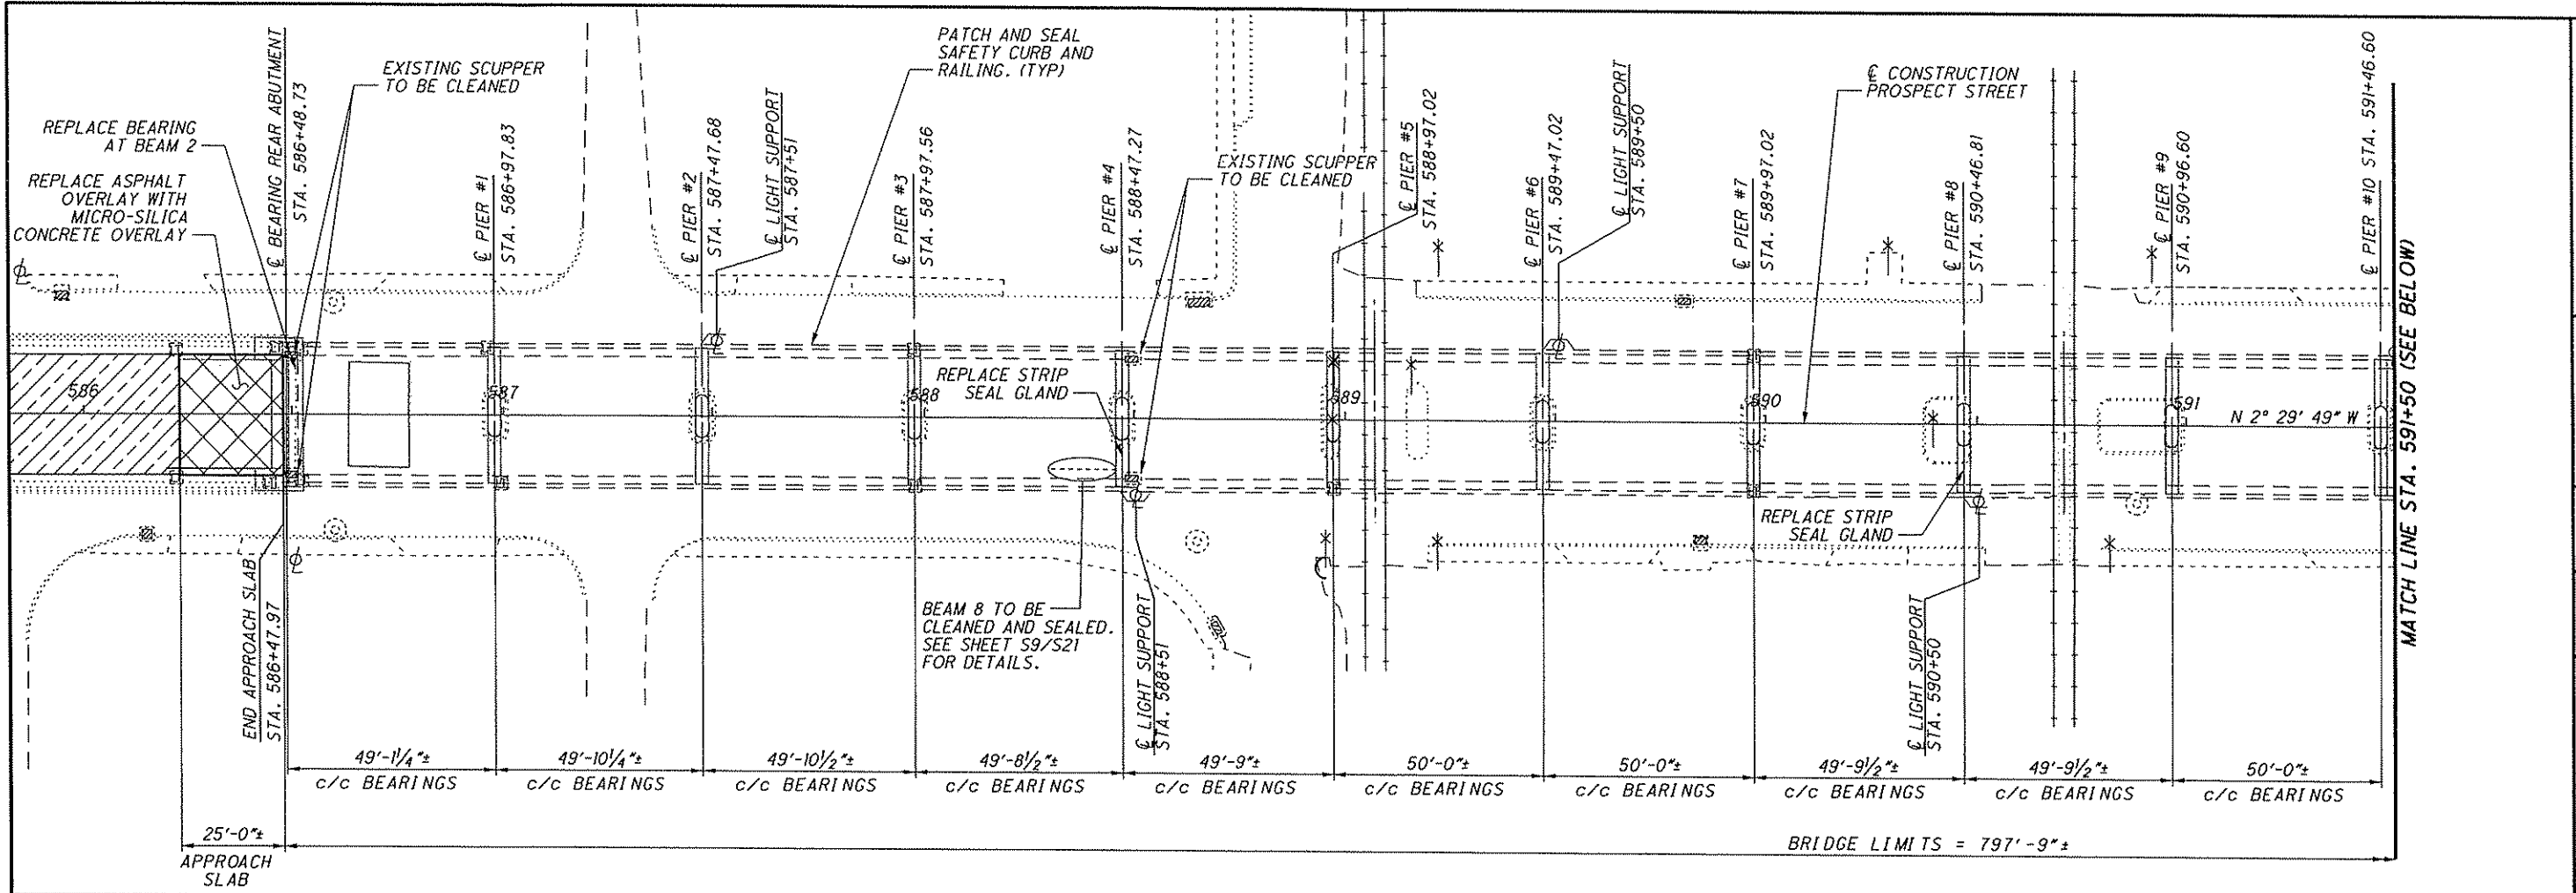 REPLACE BEARING
AT BEAM 2
REPLACE ASPHALT
OVERLAY WITH
MICRO-SILICA
CONCRETE OVERLAY
℄ BEARING REAR ABUTMENT
STA. 586+48.73
EXISTING SCUPPER
TO BE CLEANED
℄ PIER #1
STA. 586+97.83
℄ PIER #2
STA. 587+47.68
℄ LIGHT SUPPORT
STA. 587+51
PATCH AND SEAL
SAFETY CURB AND
RAILING. (TYP)
℄ PIER #3
STA. 587+97.56
℄ PIER #4
STA. 588+47.27
EXISTING SCUPPER
TO BE CLEANED
℄ PIER #5
STA. 588+97.02
℄ PIER #6
STA. 589+47.02
℄ LIGHT SUPPORT
STA. 589+50
℄ PIER #7
STA. 589+97.02
℄ CONSTRUCTION
PROSPECT STREET
℄ PIER #8
STA. 590+46.81
℄ PIER #9
STA. 590+96.60
℄ PIER #10 STA. 591+46.60
MATCH LINE STA. 591+50 (SEE BELOW)
586
587
588
589
590
591
N 2° 29' 49" W
REPLACE STRIP
SEAL GLAND
REPLACE STRIP
SEAL GLAND
END APPROACH SLAB
STA. 586+47.97
BEAM 8 TO BE
CLEANED AND SEALED.
SEE SHEET S9/S21
FOR DETAILS.
℄ LIGHT SUPPORT
STA. 588+51
℄ LIGHT SUPPORT
STA. 590+50
49'-1¼"±
c/c BEARINGS
49'-10¼"±
c/c BEARINGS
49'-10½"±
c/c BEARINGS
49'-8½"±
c/c BEARINGS
49'-9"±
c/c BEARINGS
50'-0"±
c/c BEARINGS
50'-0"±
c/c BEARINGS
49'-9½"±
c/c BEARINGS
49'-9½"±
c/c BEARINGS
50'-0"±
c/c BEARINGS
25'-0"±
APPROACH
SLAB
BRIDGE LIMITS = 797'-9"±